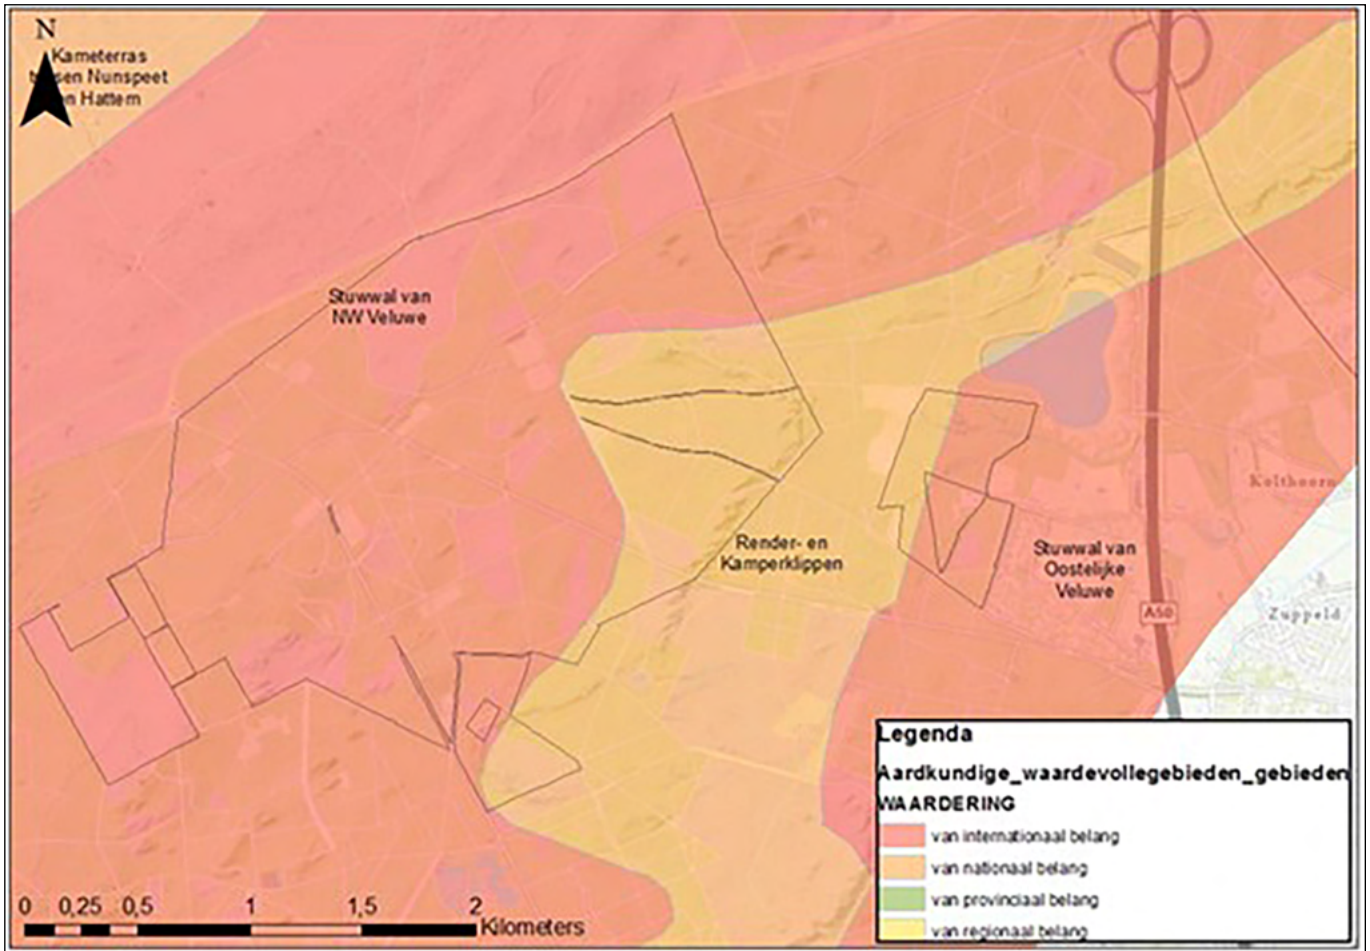 N
Kameterras
tussen Nunspeet
en Hattem
Stuwwal van
NW Veluwe
Render- en
Kamperklippen
Stuwwal van
Oostelijke
Veluwe
Kolthoorn
Zuppeld
A50
0 0,25 0,5 1 1,5 2
Kilometers
Legenda
Aardkundige_waardevollegebieden_gebieden
WAARDERING
van internationaal belang
van nationaal belang
van provinciaal belang
van regionaal belang